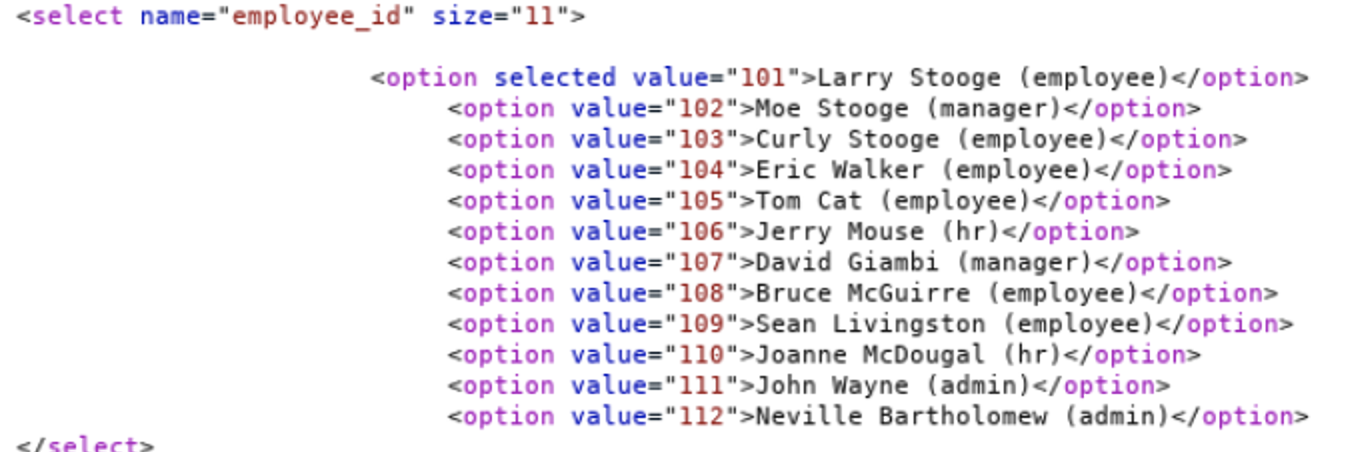 <select name="employee_id" size="11">
<option selected value="101">Larry Stooge (employee)</option>
<option value="102">Moe Stooge (manager)</option>
<option value="103">Curly Stooge (employee)</option>
<option value="104">Eric Walker (employee)</option>
<option value="105">Tom Cat (employee)</option>
<option value="106">Jerry Mouse (hr)</option>
<option value="107">David Giambi (manager)</option>
<option value="108">Bruce McGuirre (employee)</option>
<option value="109">Sean Livingston (employee)</option>
<option value="110">Joanne McDougal (hr)</option>
<option value="111">John Wayne (admin)</option>
<option value="112">Neville Bartholomew (admin)</option>
</select>